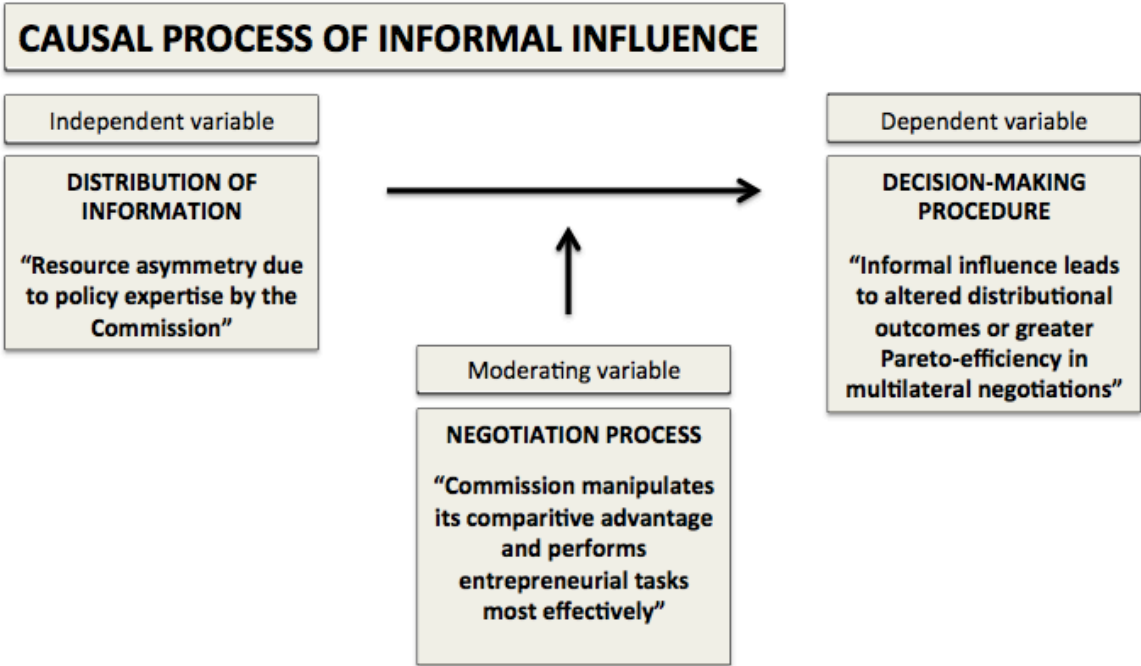 CAUSAL PROCESS OF INFORMAL INFLUENCE
Independent variable
DISTRIBUTION OF
INFORMATION
“Resource asymmetry due
to policy expertise by the
Commission”
Moderating variable
NEGOTIATION PROCESS
“Commission manipulates
its comparitive advantage
and performs
entrepreneurial tasks
most effectively”
Dependent variable
DECISION-MAKING
PROCEDURE
“Informal influence leads
to altered distributional
outcomes or greater
Pareto-efficiency in
multilateral negotiations”